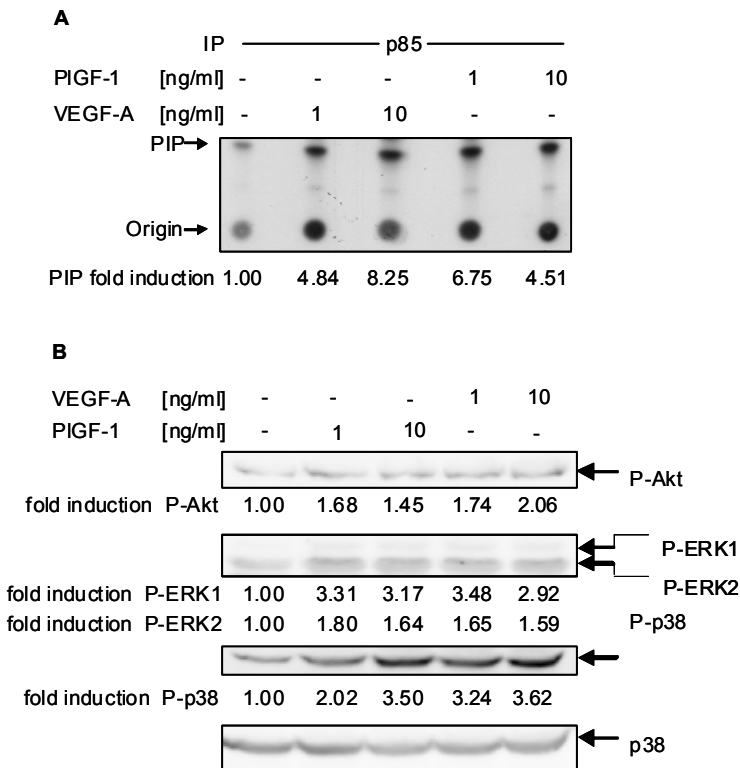 A
IP p85
PIGF-1 [ng/ml] - - - 1 10
VEGF-A [ng/ml] - 1 10 - -
PIP
Origin
PIP fold induction 1.00 4.84 8.25 6.75 4.51
B
VEGF-A [ng/ml] - - - 1 10
PIGF-1 [ng/ml] - 1 10 - -
P-Akt
fold induction P-Akt 1.00 1.68 1.45 1.74 2.06
P-ERK1
P-ERK2
fold induction P-ERK1 1.00 3.31 3.17 3.48 2.92
fold induction P-ERK2 1.00 1.80 1.64 1.65 1.59
P-p38
fold induction P-p38 1.00 2.02 3.50 3.24 3.62
p38